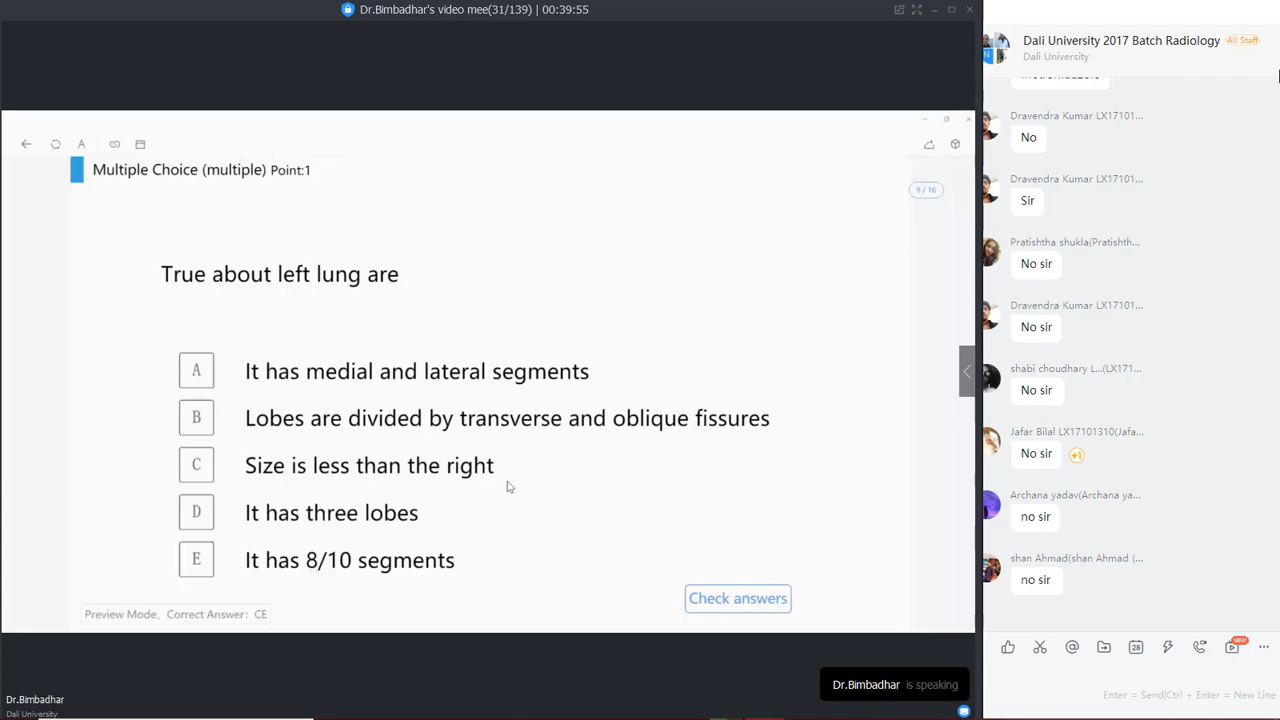 Dr.Bimbadhar's video mee(31/139) | 00:39:55
Multiple Choice (multiple) Point:1
9 / 16
True about left lung are
A It has medial and lateral segments
B Lobes are divided by transverse and oblique fissures
C Size is less than the right
D It has three lobes
E It has 8/10 segments
Check answers
Preview Mode, Correct Answer: CE
Dr.Bimbadhar is speaking
Dr.Bimbadhar
Dali University
Dali University 2017 Batch Radiology All Staff
Dali University
Dravendra Kumar LX17101...
No
Dravendra Kumar LX17101...
Sir
Pratishtha shukla(Pratishth...
No sir
Dravendra Kumar LX17101...
No sir
shabi choudhary L...(LX171...
No sir
Jafar Bilal LX17101310(Jafa...
No sir +1
Archana yadav(Archana ya...
no sir
shan Ahmad(shan Ahmad (...
no sir
28
NEW
Enter = Send|Ctrl + Enter = New Line